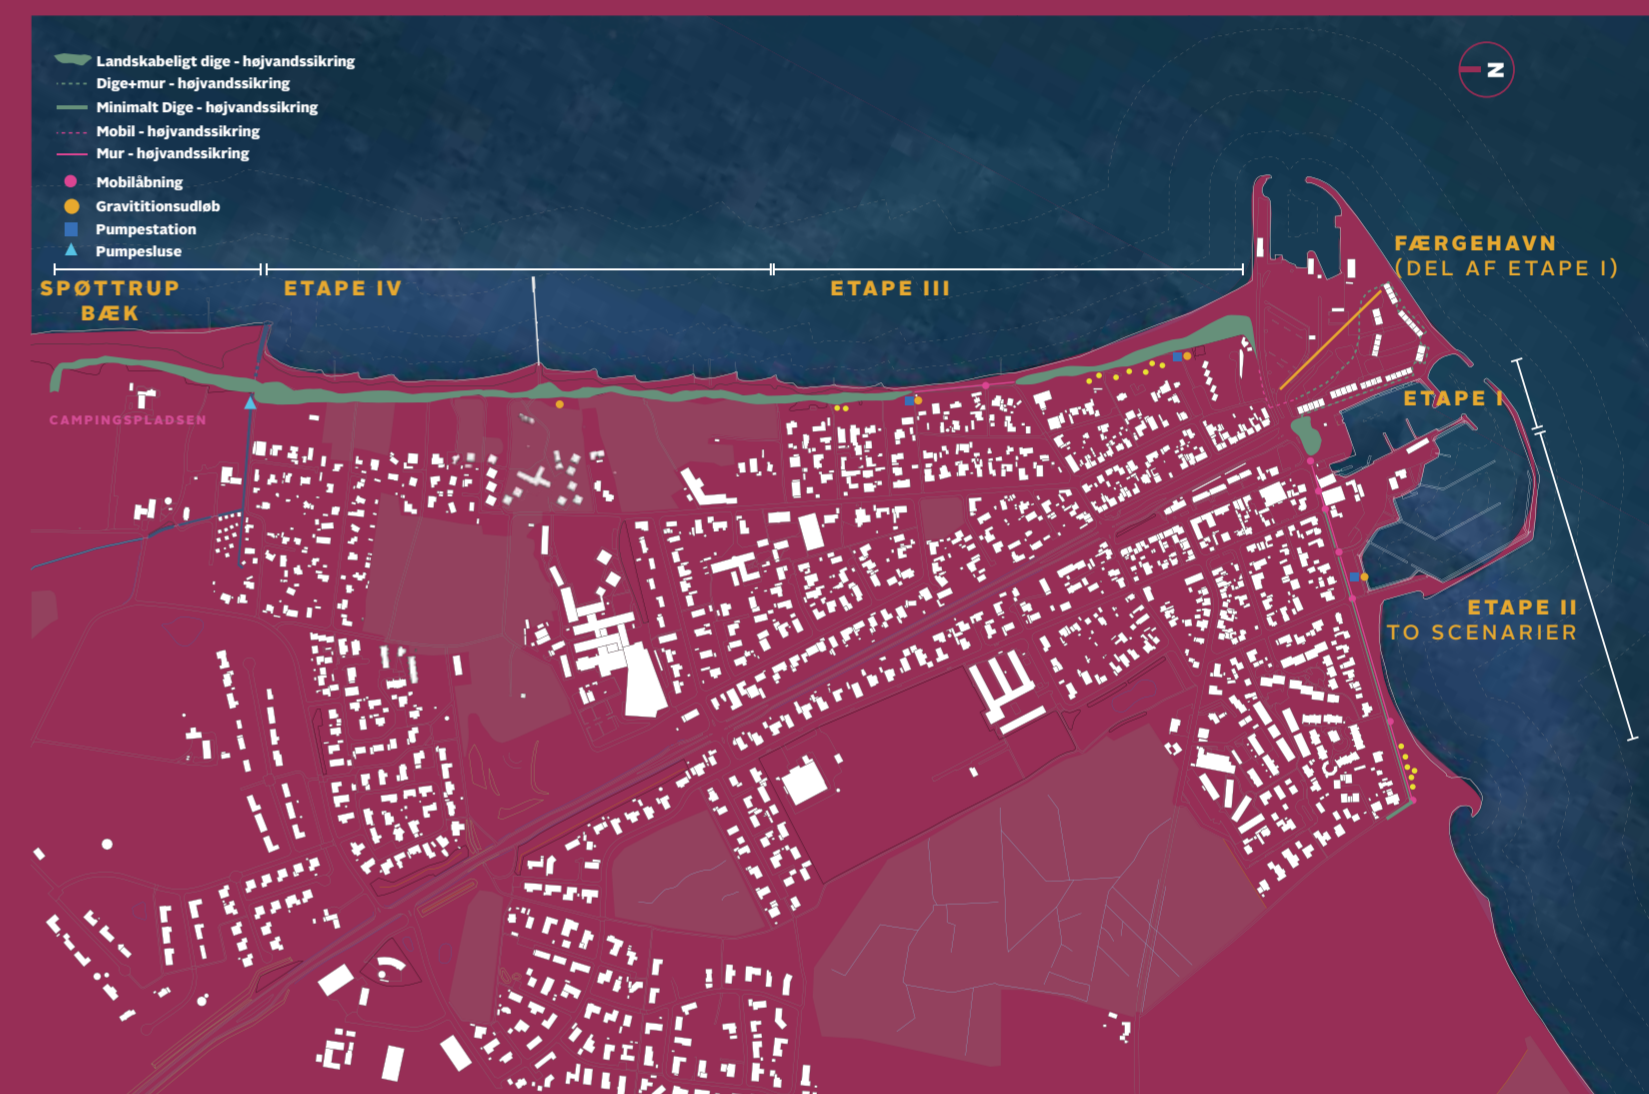 Landskabeligt dige - højvandssikring
Dige+mur - højvandssikring
Minimalt Dige - højvandssikring
Mobil - højvandssikring
Mur - højvandssikring
Mobilåbning
Gravititionsudløb
Pumpestation
Pumpesluse
N
SPØTTRUP
BÆK
ETAPE IV
ETAPE III
FÆRGEHAVN
(DEL AF ETAPE I)
CAMPINGSPLADSEN
ETAPE I
ETAPE II
TO SCENARIER